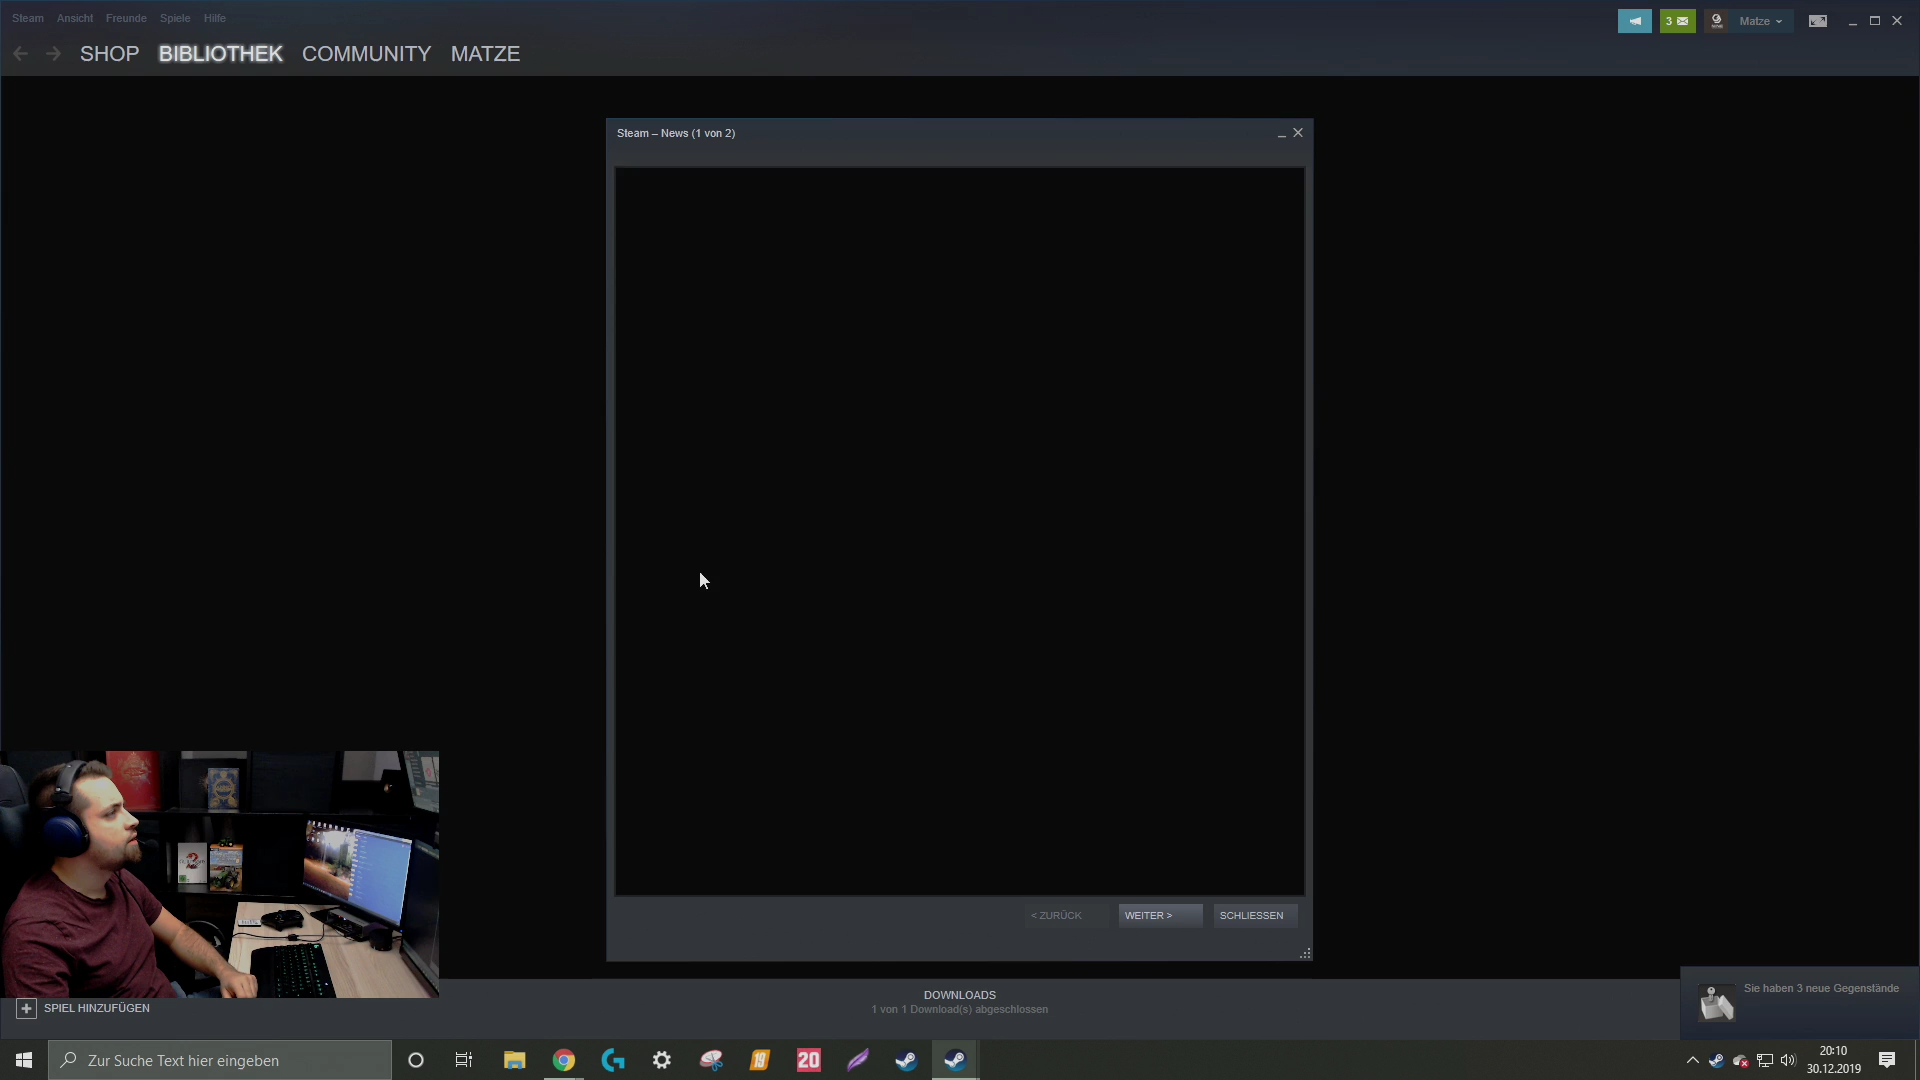 Steam Ansicht Freunde Spiele Hilfe
3
Matze
SHOP BIBLIOTHEK COMMUNITY MATZE
Steam – News (1 von 2)
< ZURÜCK WEITER > SCHLIESSEN
DOWNLOADS
1 von 1 Download(s) abgeschlossen
Sie haben 3 neue Gegenstände
SPIEL HINZUFÜGEN
Zur Suche Text hier eingeben
19
20
20:10
30.12.2019